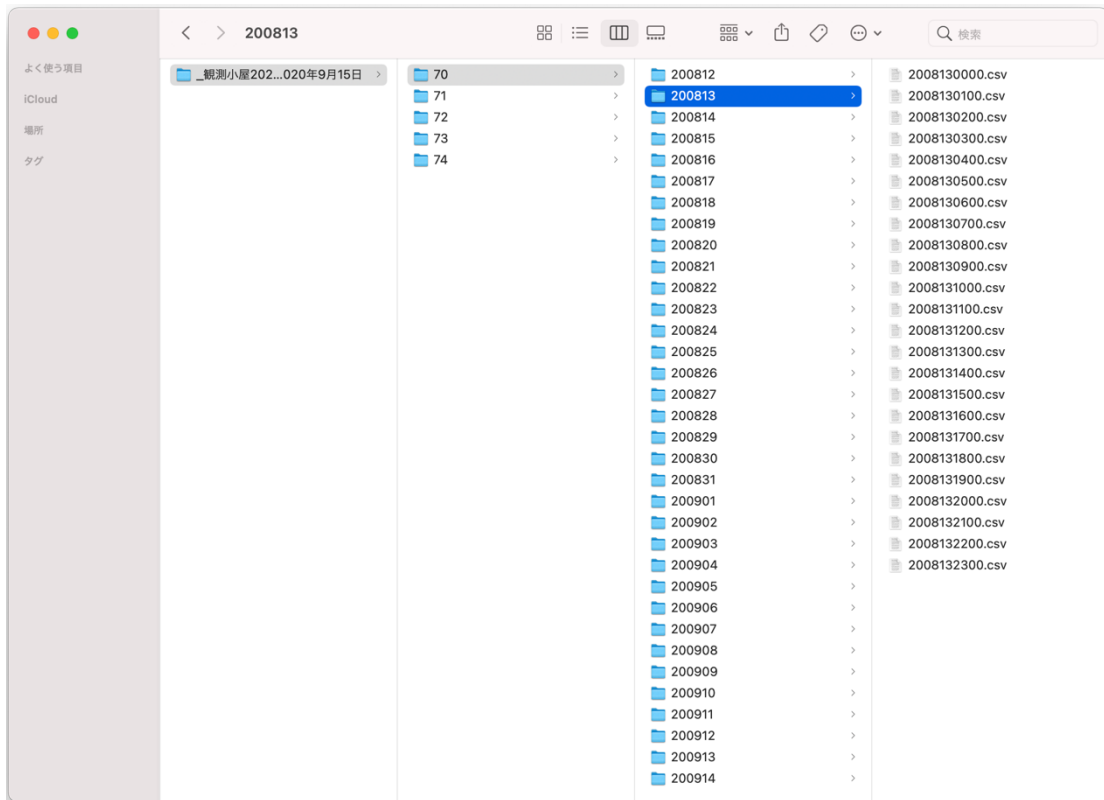 200813
検索
よく使う項目
iCloud
場所
タグ
_観測小屋202...020年9月15日
70
71
72
73
74
200812
200813
200814
200815
200816
200817
200818
200819
200820
200821
200822
200823
200824
200825
200826
200827
200828
200829
200830
200831
200901
200902
200903
200904
200905
200906
200907
200908
200909
200910
200911
200912
200913
200914
2008130000.csv
2008130100.csv
2008130200.csv
2008130300.csv
2008130400.csv
2008130500.csv
2008130600.csv
2008130700.csv
2008130800.csv
2008130900.csv
2008131000.csv
2008131100.csv
2008131200.csv
2008131300.csv
2008131400.csv
2008131500.csv
2008131600.csv
2008131700.csv
2008131800.csv
2008131900.csv
2008132000.csv
2008132100.csv
2008132200.csv
2008132300.csv